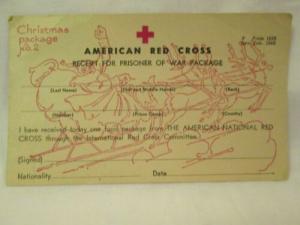 Christmas
package
No. 2
AMERICAN RED CROSS
RECEIPT FOR PRISONER OF WAR PACKAGE
(Last Name) (First and Middle Names) (Rank)
(Number) (Prison Camp) (Country)
I have received today one food package from THE AMERICAN NATIONAL RED
CROSS through the International Red Cross Committee.
(Signed)
Nationality Date